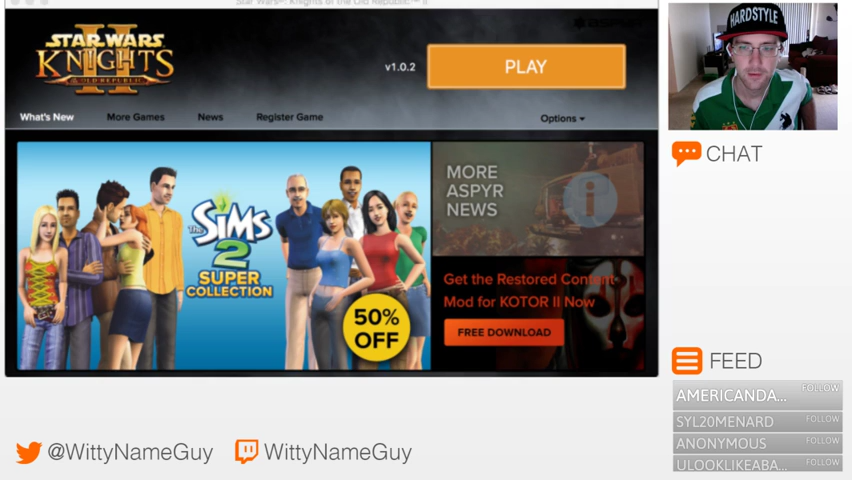 Star Wars™: Knights of the Old Republic™ II
ASPYR
STAR WARS
KNIGHTS
OF THE OLD REPUBLIC
II
v1.0.2
PLAY
What's New
More Games
News
Register Game
Options
The SIMS
2
SUPER
COLLECTION
50%
OFF
MORE
ASPYR
NEWS
i
Get the Restored Content
Mod for KOTOR II Now
FREE DOWNLOAD
HARDSTYLE
CHAT
FEED
AMERICANDA... FOLLOW
SYL20MENARD FOLLOW
ANONYMOUS FOLLOW
ULOOKLIKEABA... FOLLOW
@WittyNameGuy
WittyNameGuy